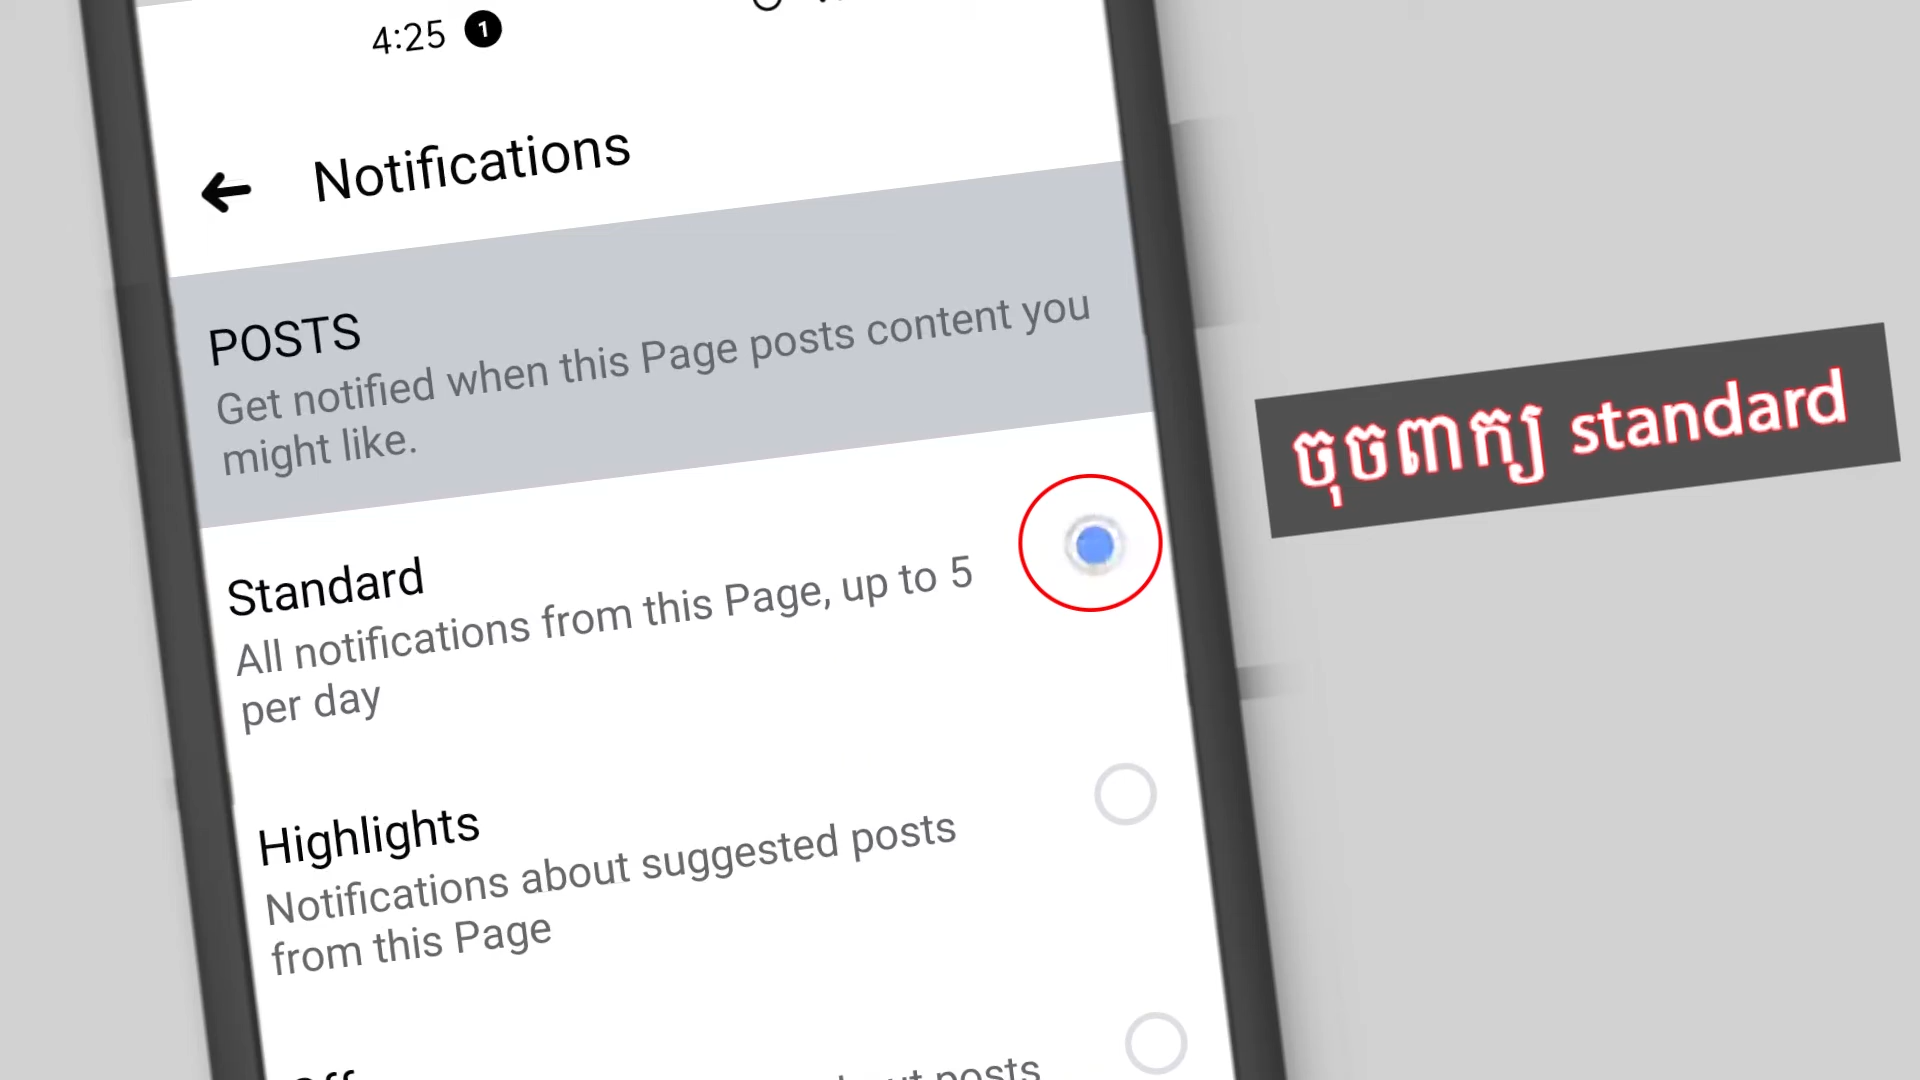 4:25 1
Notifications
POSTS
Get notified when this Page posts content you
might like.
ចុចពាក្យ standard
Standard
All notifications from this Page, up to 5
per day
Highlights
Notifications about suggested posts
from this Page
posts